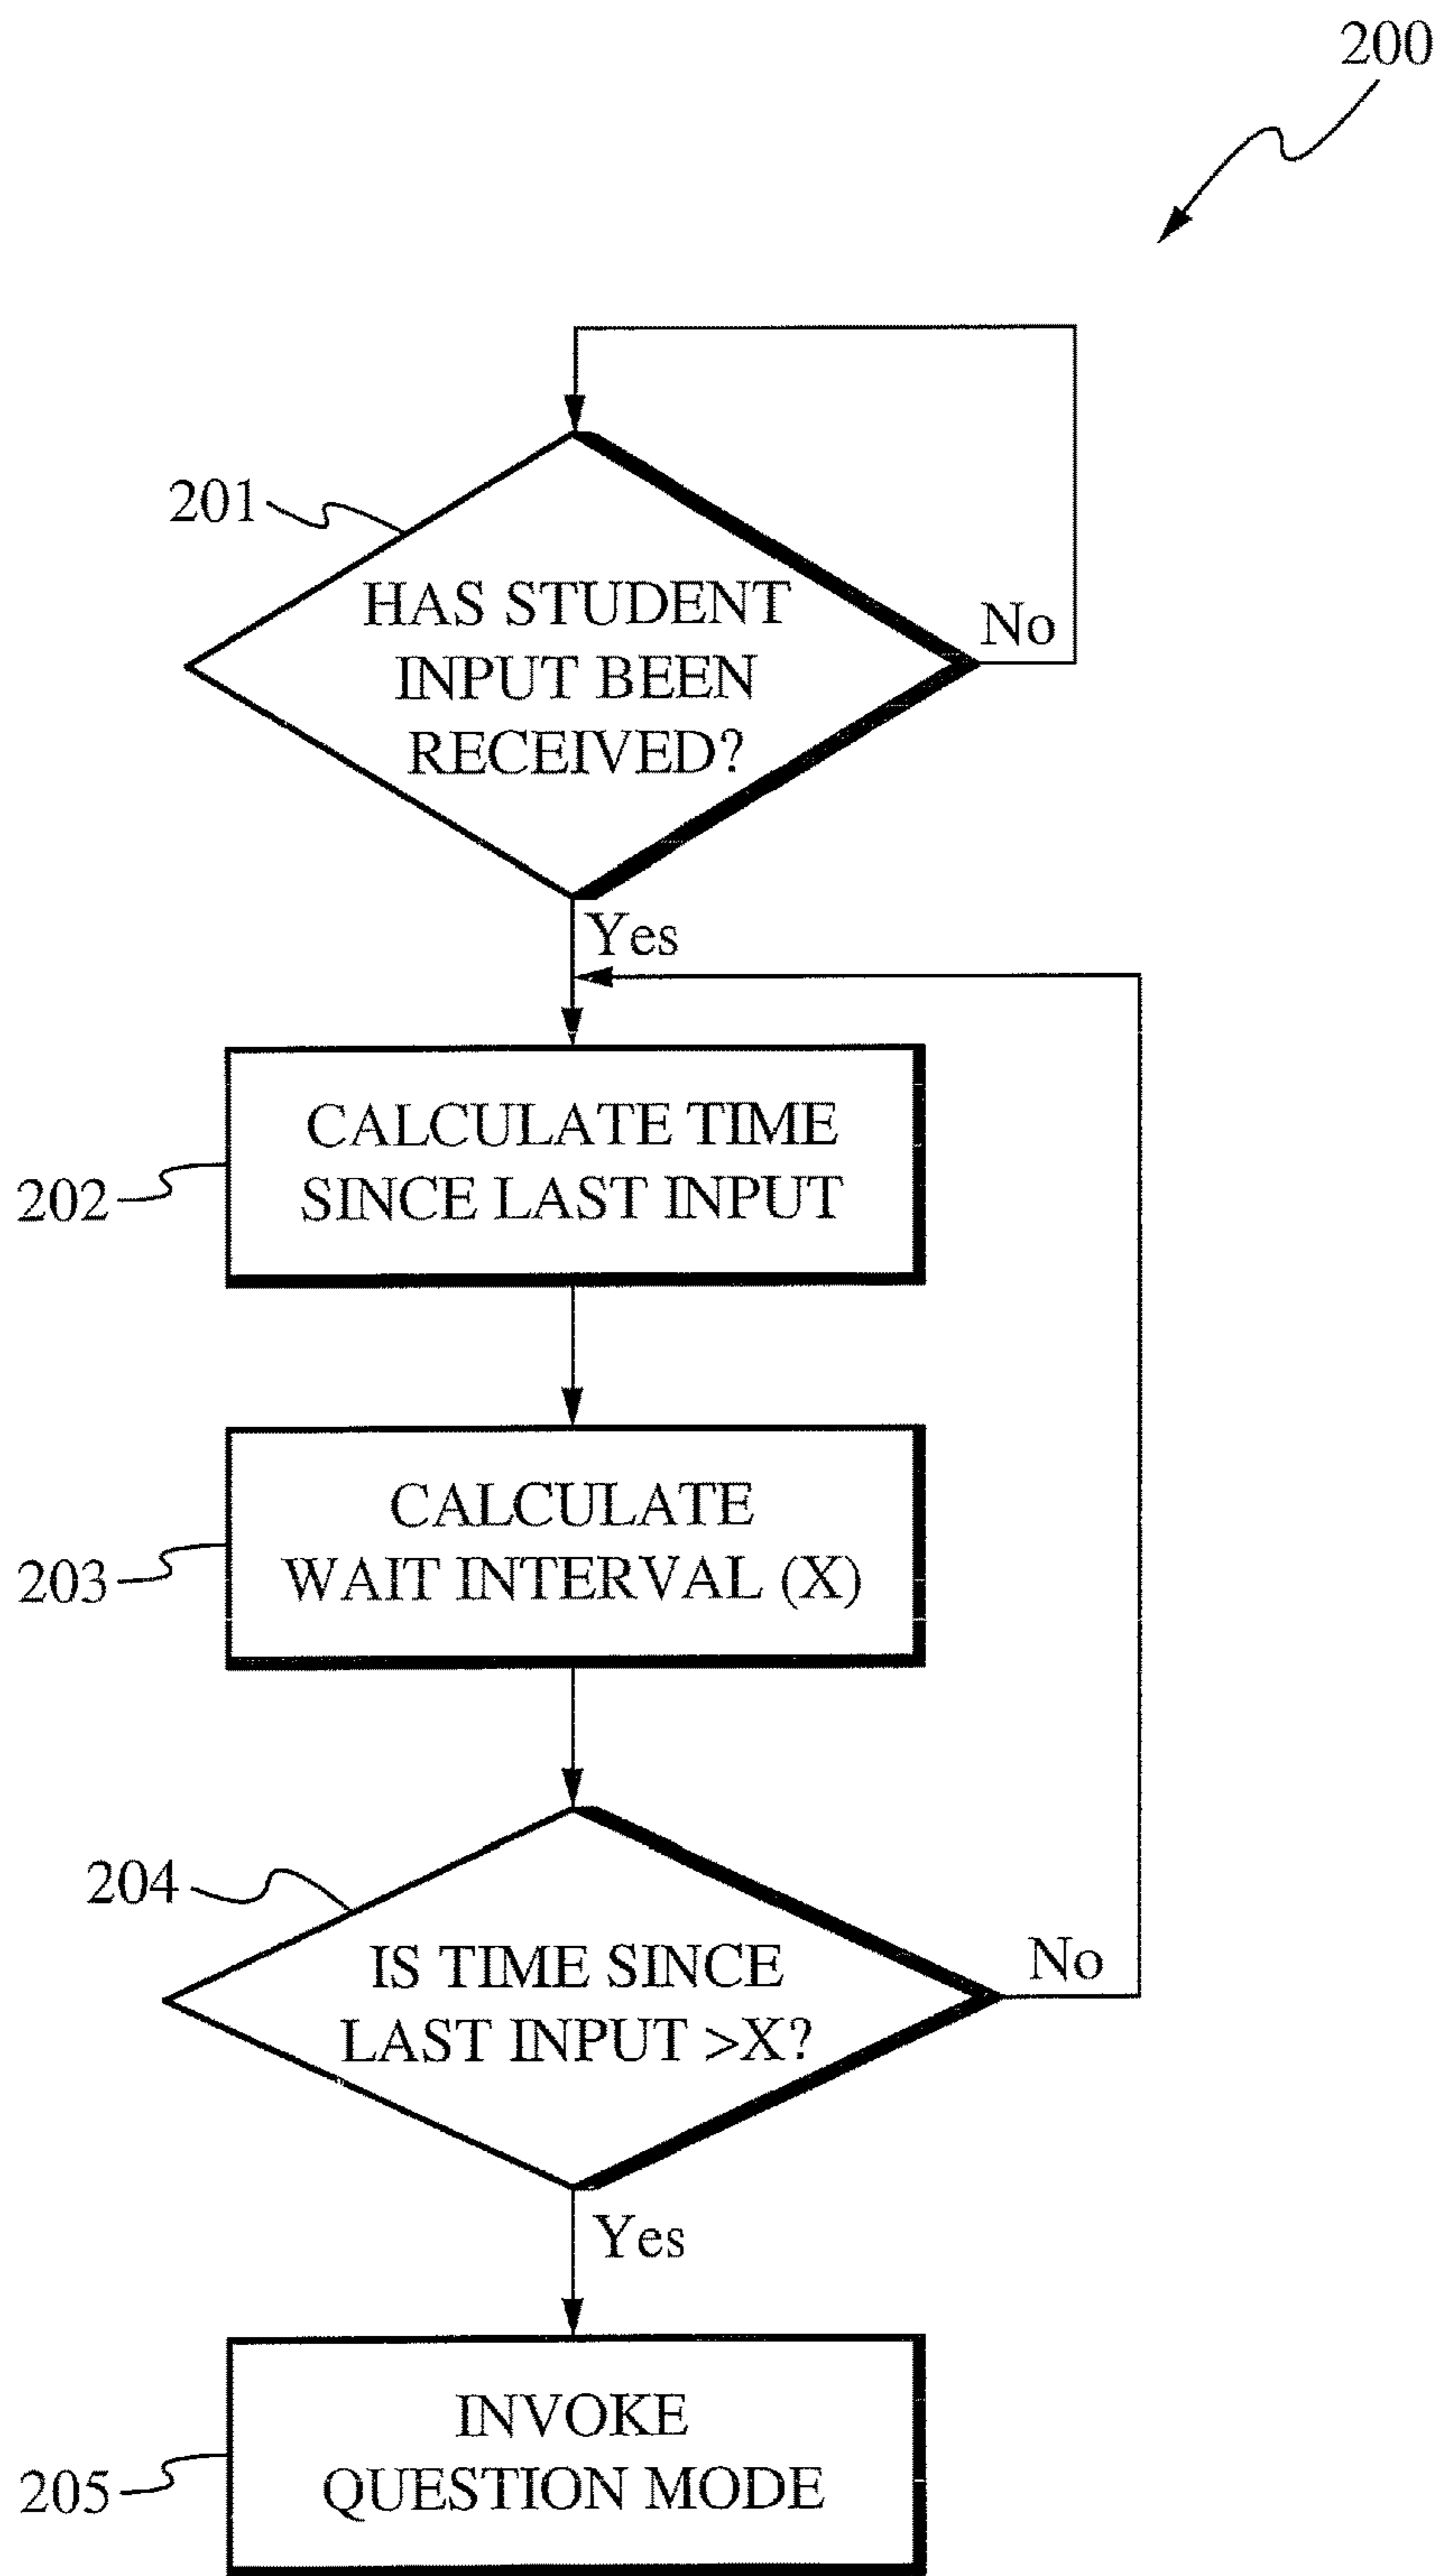 200
201
HAS STUDENT
INPUT BEEN
RECEIVED?
No
Yes
202
CALCULATE TIME
SINCE LAST INPUT
203
CALCULATE
WAIT INTERVAL (X)
204
IS TIME SINCE
LAST INPUT >X?
No
Yes
205
INVOKE
QUESTION MODE